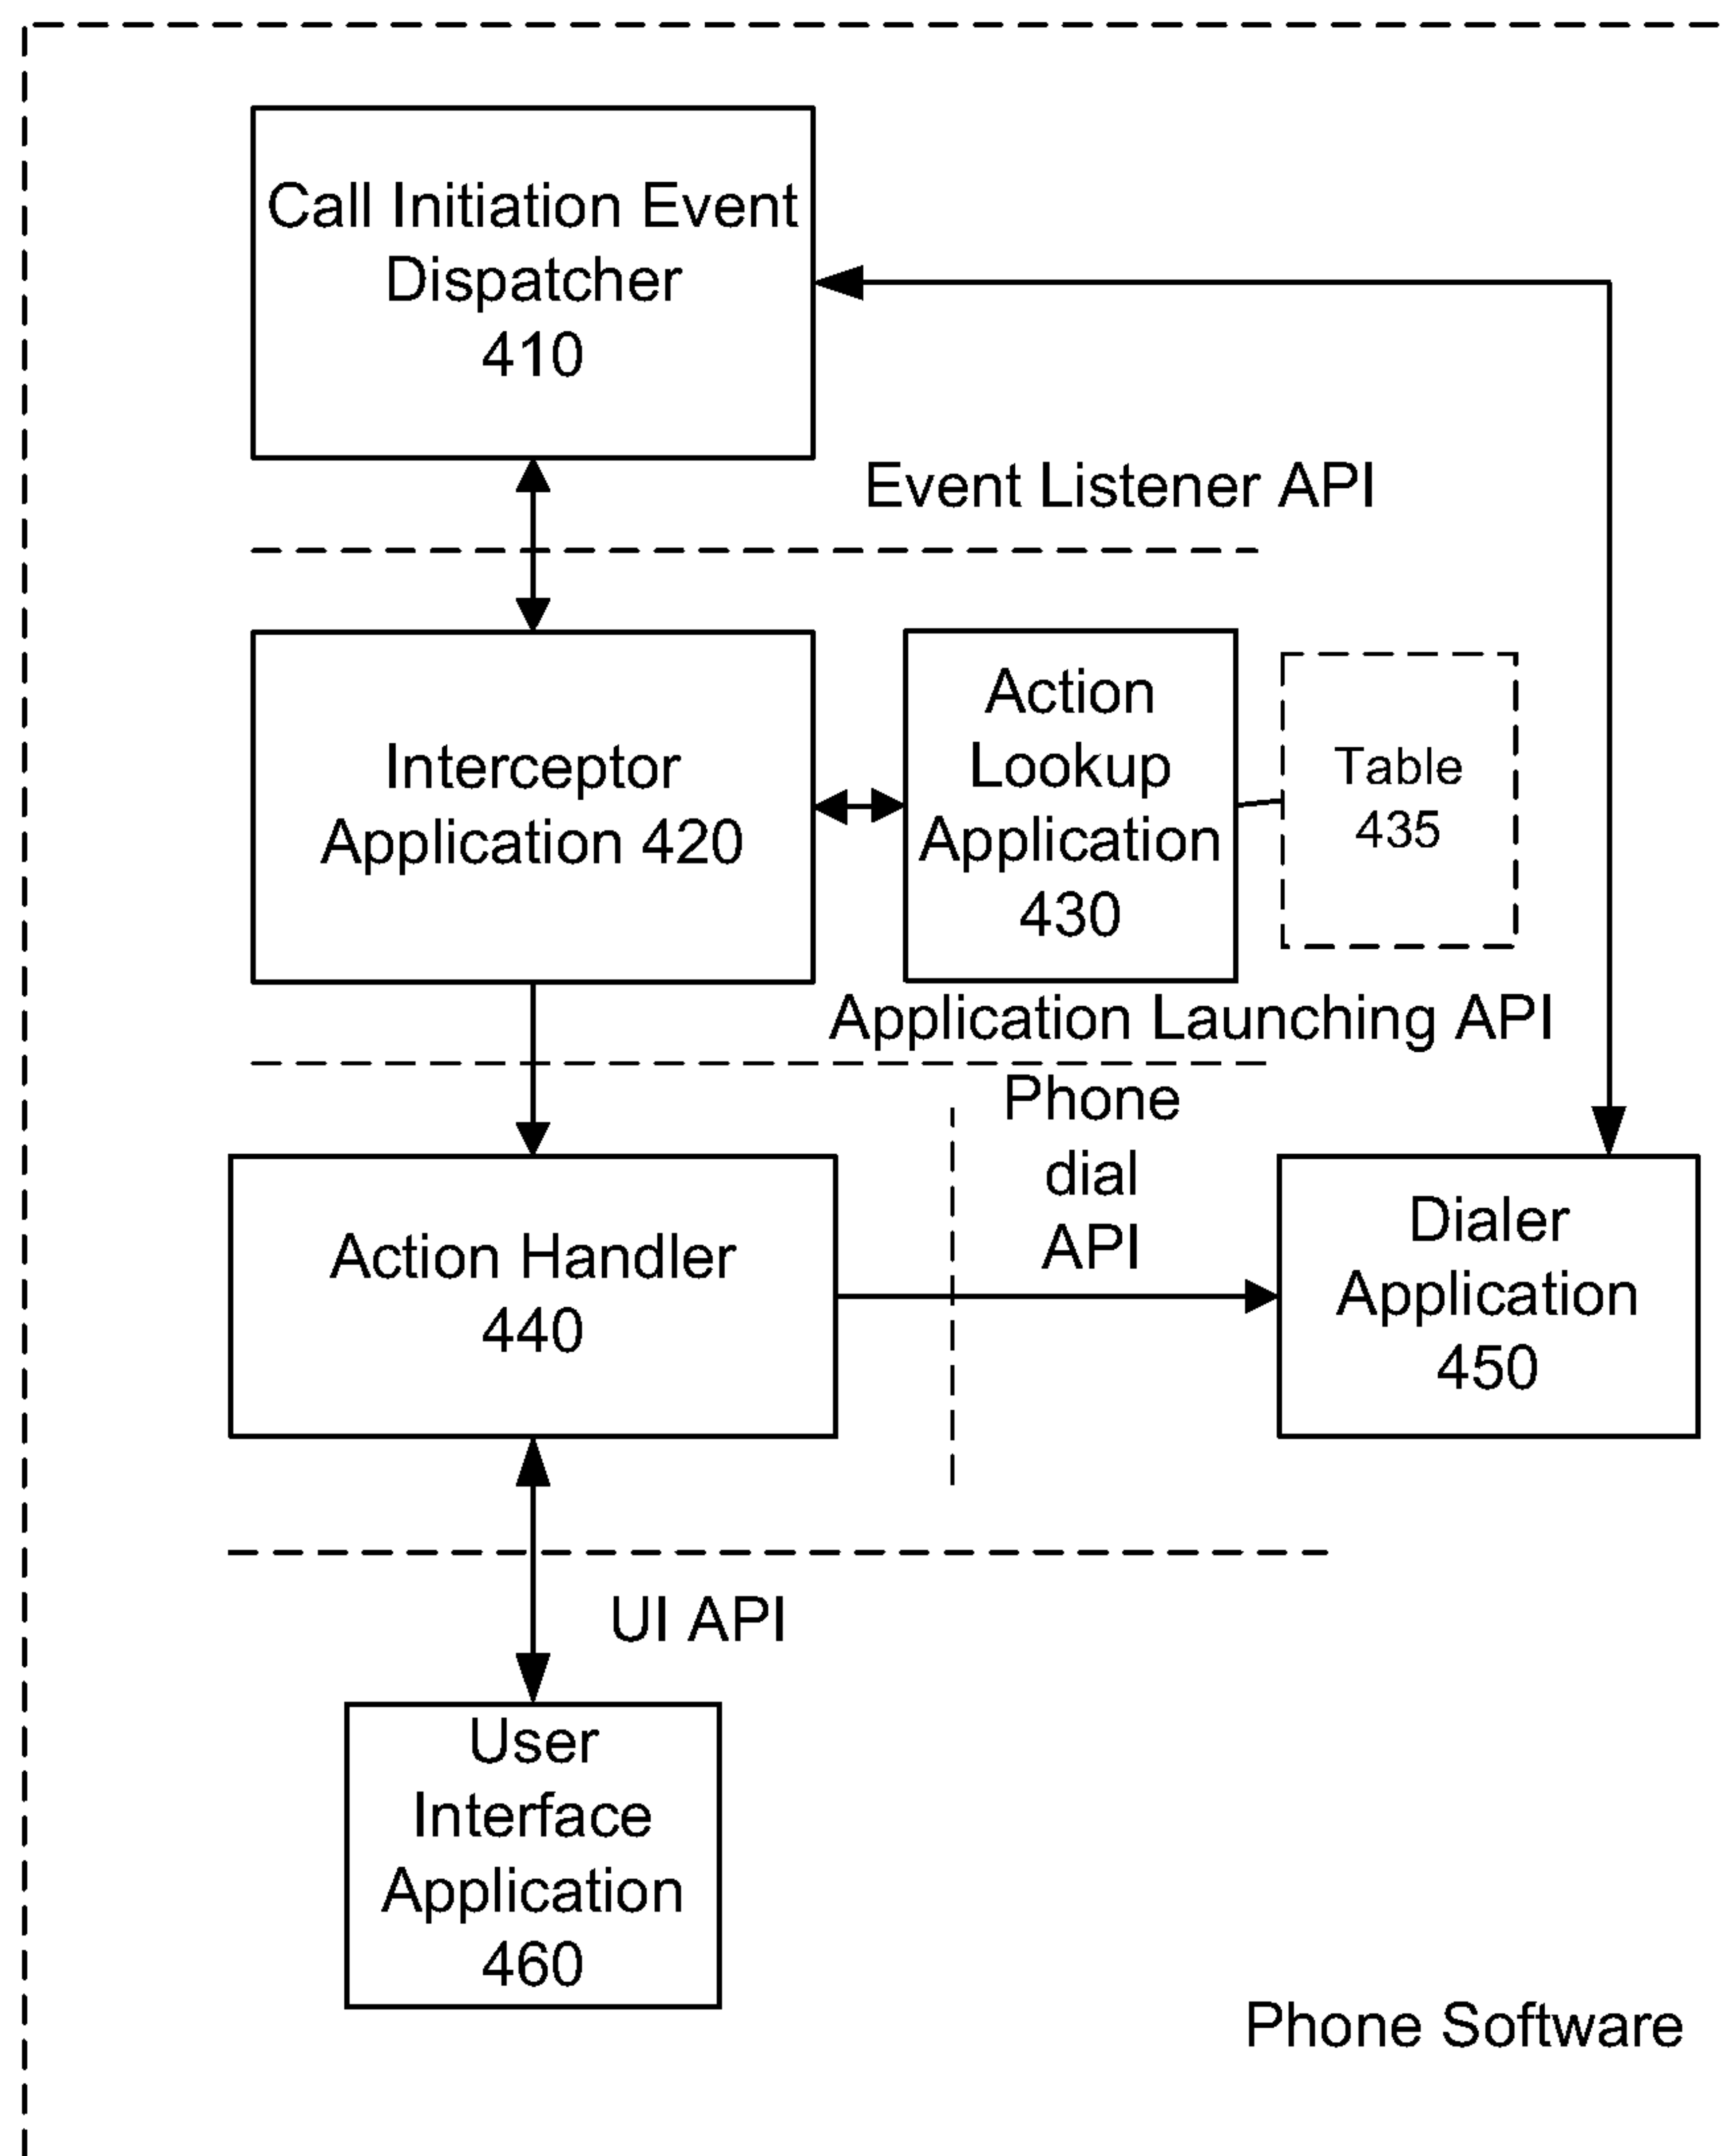 Call Initiation Event
Dispatcher
410
Event Listener API
Interceptor
Application 420
Action
Lookup
Application
430
Table
435
Application Launching API
Phone
dial
API
Action Handler
440
Dialer
Application
450
UI API
User
Interface
Application
460
Phone Software